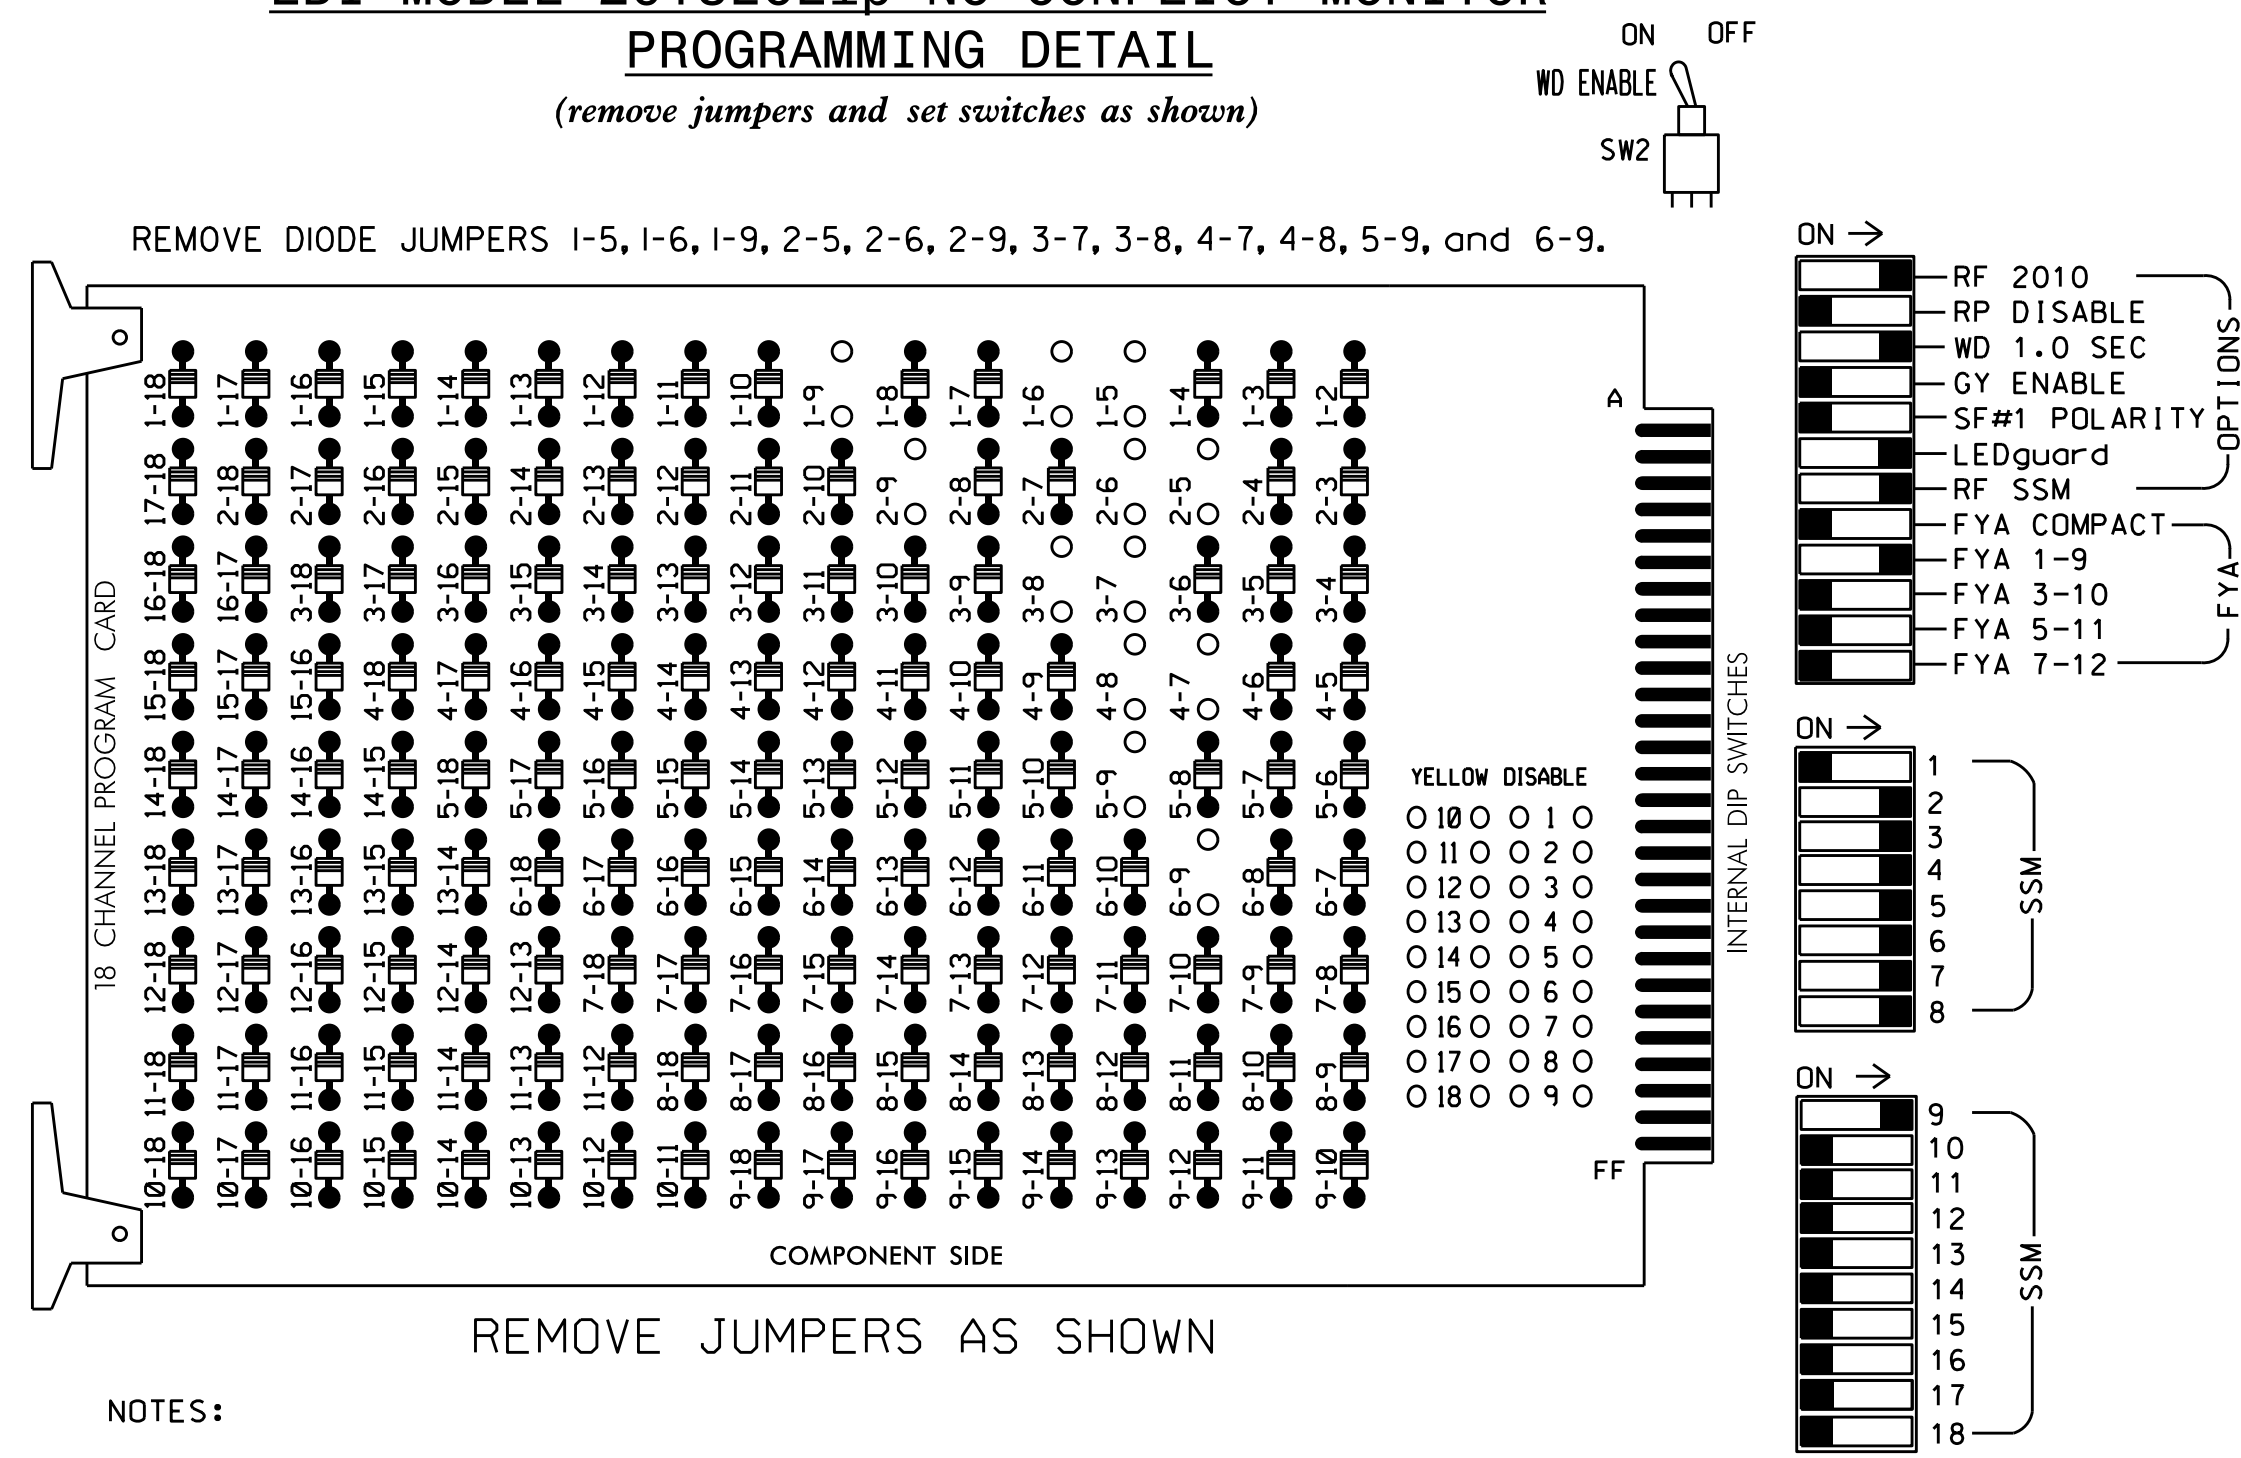 PROGRAMMING DETAIL
(remove jumpers and set switches as shown)
ON OFF
WD ENABLE
SW2
REMOVE DIODE JUMPERS 1-5, 1-6, 1-9, 2-5, 2-6, 2-9, 3-7, 3-8, 4-7, 4-8, 5-9, and 6-9.
18 CHANNEL PROGRAM CARD
1-18 1-17 1-16 1-15 1-14 1-13 1-12 1-11 1-10 1-9 1-8 1-7 1-6 1-5 1-4 1-3 1-2
17-18 2-18 2-17 2-16 2-15 2-14 2-13 2-12 2-11 2-10 2-9 2-8 2-7 2-6 2-5 2-4 2-3
16-18 16-17 3-18 3-17 3-16 3-15 3-14 3-13 3-12 3-11 3-10 3-9 3-8 3-7 3-6 3-5 3-4
15-18 15-17 15-16 4-18 4-17 4-16 4-15 4-14 4-13 4-12 4-11 4-10 4-9 4-8 4-7 4-6 4-5
14-18 14-17 14-16 14-15 5-18 5-17 5-16 5-15 5-14 5-13 5-12 5-11 5-10 5-9 5-8 5-7 5-6
13-18 13-17 13-16 13-15 13-14 6-18 6-17 6-16 6-15 6-14 6-13 6-12 6-11 6-10 6-9 6-8 6-7
12-18 12-17 12-16 12-15 12-14 12-13 7-18 7-17 7-16 7-15 7-14 7-13 7-12 7-11 7-10 7-9 7-8
11-18 11-17 11-16 11-15 11-14 11-13 11-12 8-18 8-17 8-16 8-15 8-14 8-13 8-12 8-11 8-10 8-9
10-18 10-17 10-16 10-15 10-14 10-13 10-12 10-11 9-18 9-17 9-16 9-15 9-14 9-13 9-12 9-11 9-10
A
YELLOW DISABLE
10 1
11 2
12 3
13 4
14 5
15 6
16 7
17 8
18 9
FF
COMPONENT SIDE
INTERNAL DIP SWITCHES
ON
RF 2010
RP DISABLE
WD 1.0 SEC
GY ENABLE
SF#1 POLARITY
LEDguard
RF SSM
OPTIONS
FYA COMPACT
FYA 1-9
FYA 3-10
FYA 5-11
FYA 7-12
FYA
ON
1
2
3
4
5
6
7
8
SSM
ON
9
10
11
12
13
14
15
16
17
18
SSM
REMOVE JUMPERS AS SHOWN
NOTES: